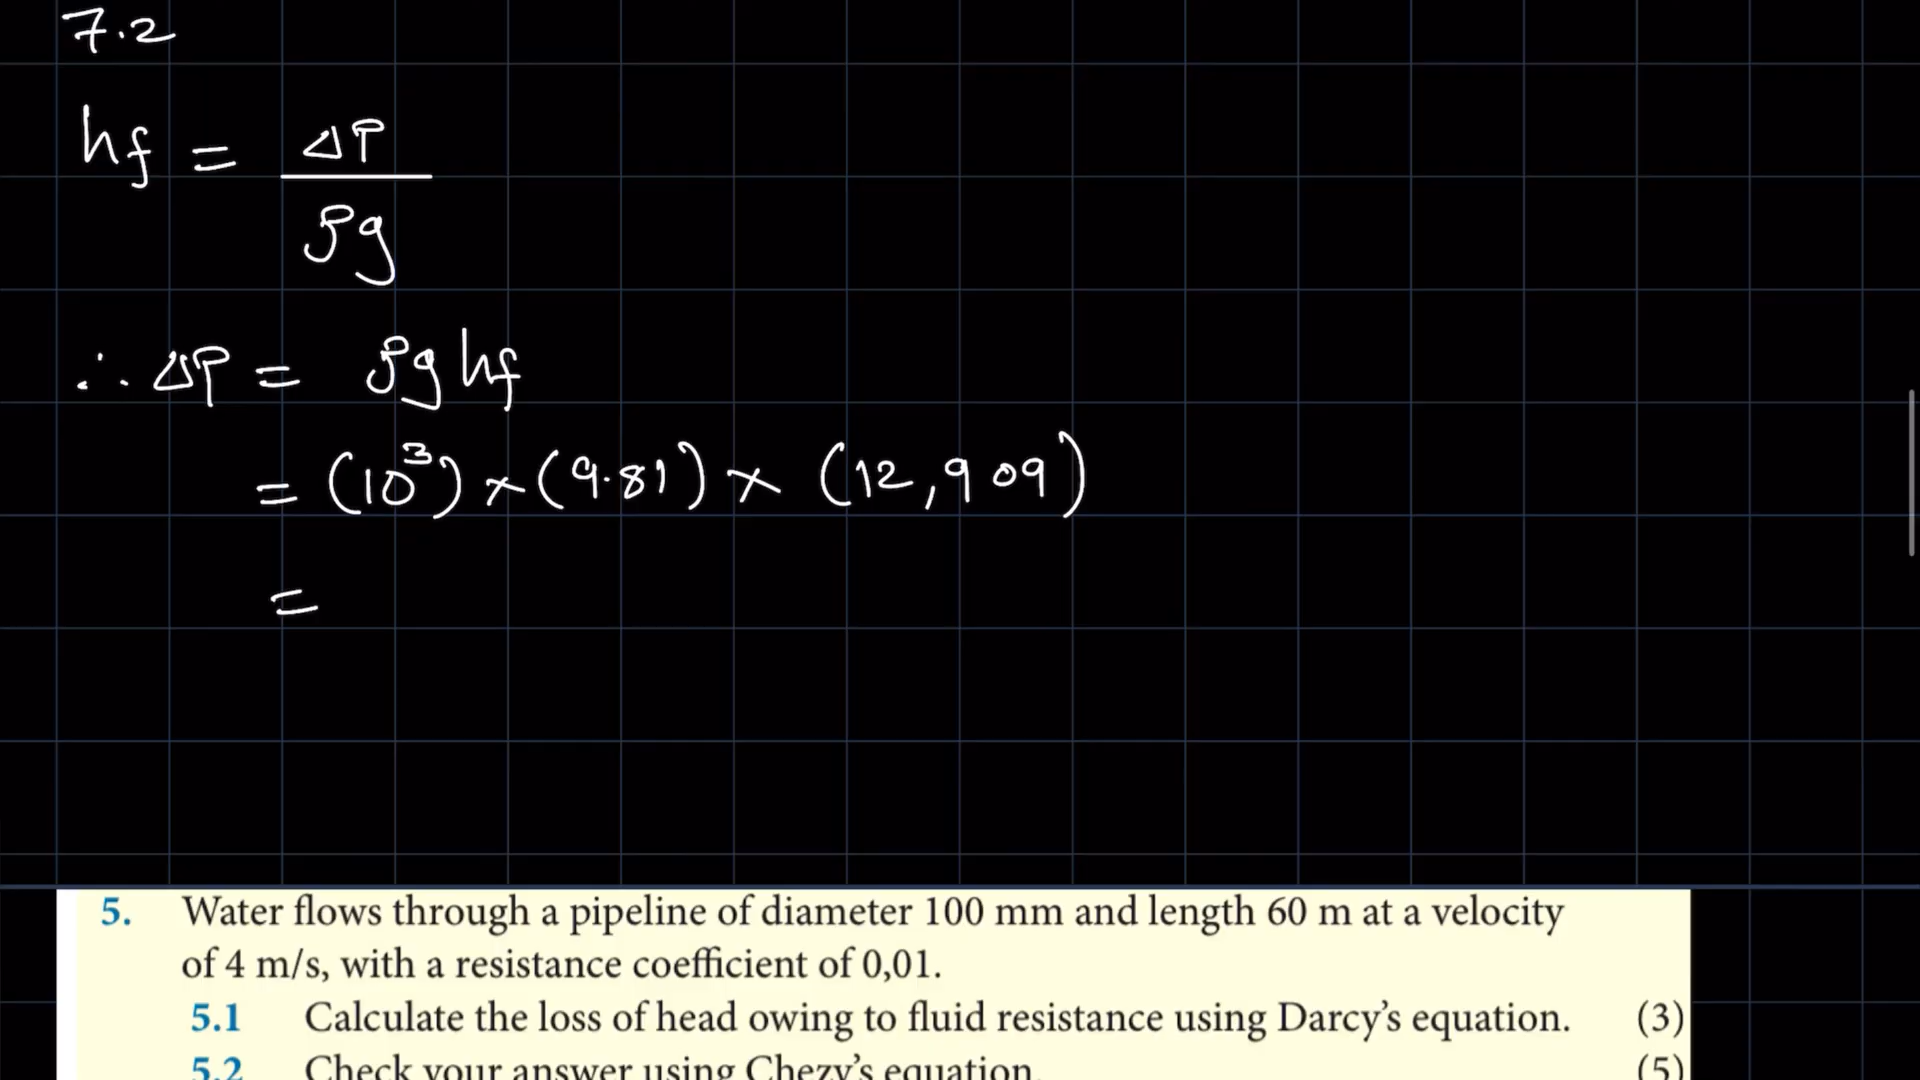 7.2
hf = ΔP
ρg
∴ ΔP = ρg hf
= (10³) × (9.81) × (12,909)
=
5. Water flows through a pipeline of diameter 100 mm and length 60 m at a velocity
of 4 m/s, with a resistance coefficient of 0,01.
5.1 Calculate the loss of head owing to fluid resistance using Darcy’s equation. (3)
5.2 Check your answer using Chezy’s equation. (5)